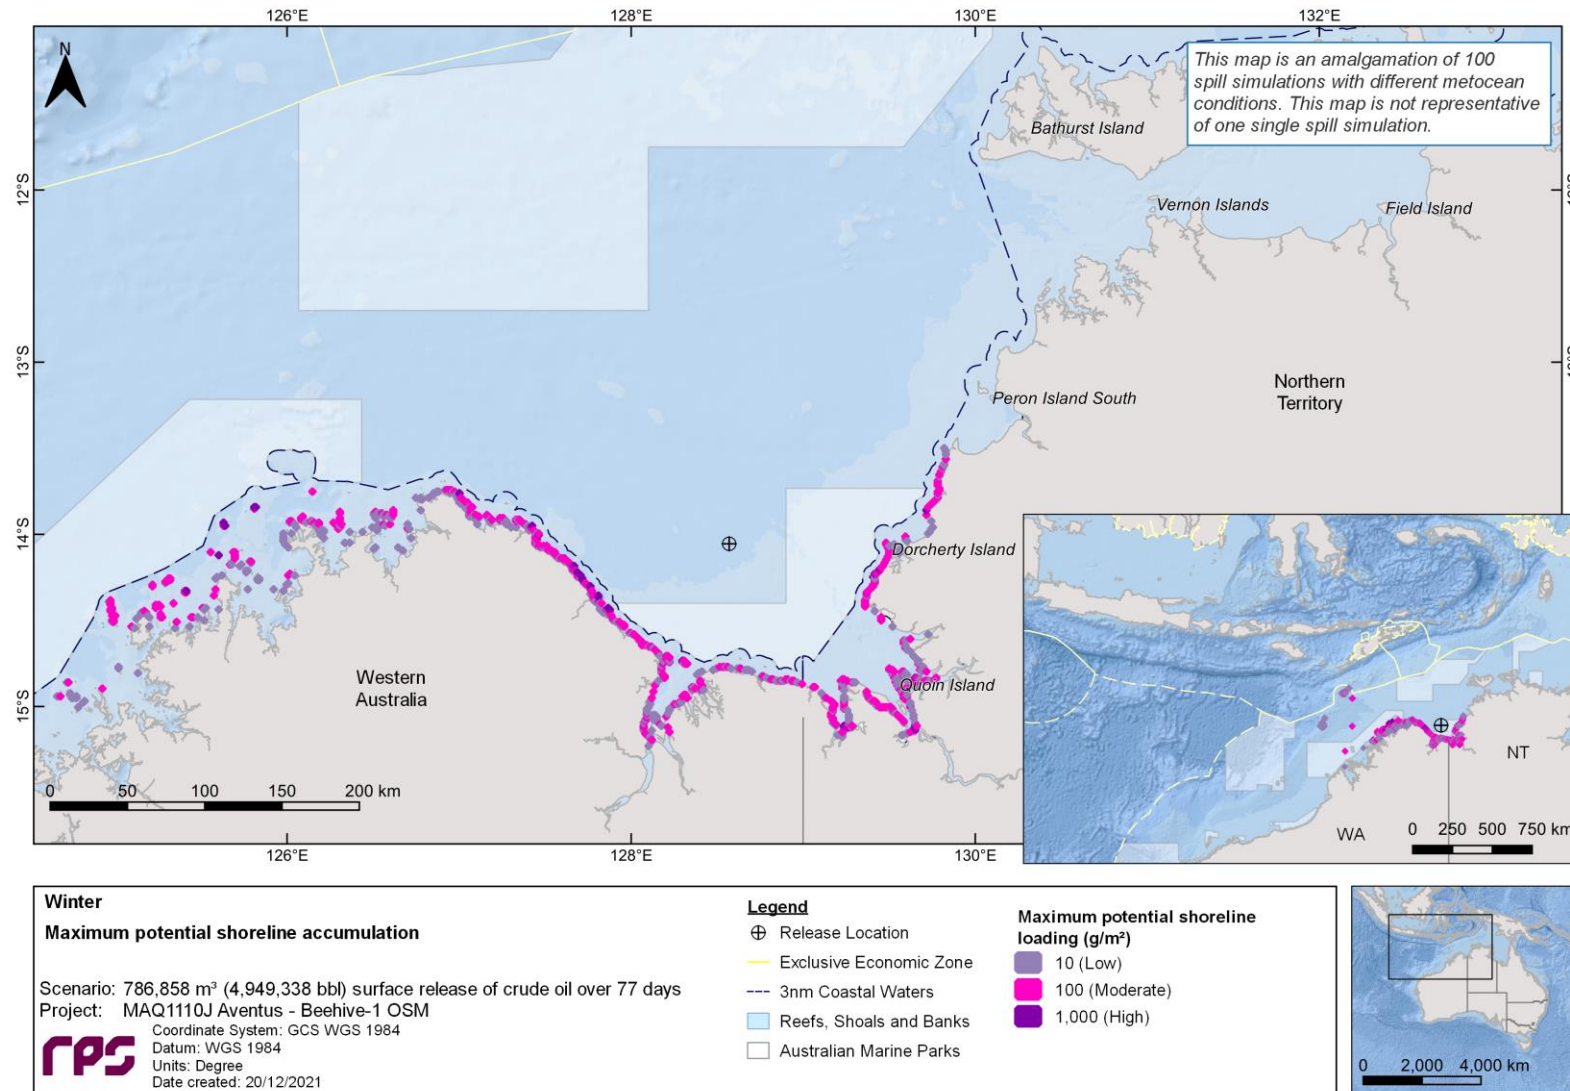 126°E
128°E
130°E
132°E
N
This map is an amalgamation of 100
spill simulations with different metocean
conditions. This map is not representative
of one single spill simulation.
Bathurst Island
12°S
Vernon Islands
Field Island
13°S
Northern
Territory
Peron Island South
14°S
Dorcherty Island
Western
Australia
Quoin Island
15°S
NT
WA
0 50 100 150 200 km
0 250 500 750 km
126°E
128°E
130°E
Winter
Maximum potential shoreline accumulation
Scenario: 786,858 m³ (4,949,338 bbl) surface release of crude oil over 77 days
Project: MAQ1110J Aventus - Beehive-1 OSM
rps
Coordinate System: GCS WGS 1984
Datum: WGS 1984
Units: Degree
Date created: 20/12/2021
Legend
Release Location
Exclusive Economic Zone
3nm Coastal Waters
Reefs, Shoals and Banks
Australian Marine Parks
Maximum potential shoreline
loading (g/m²)
10 (Low)
100 (Moderate)
1,000 (High)
0 2,000 4,000 km